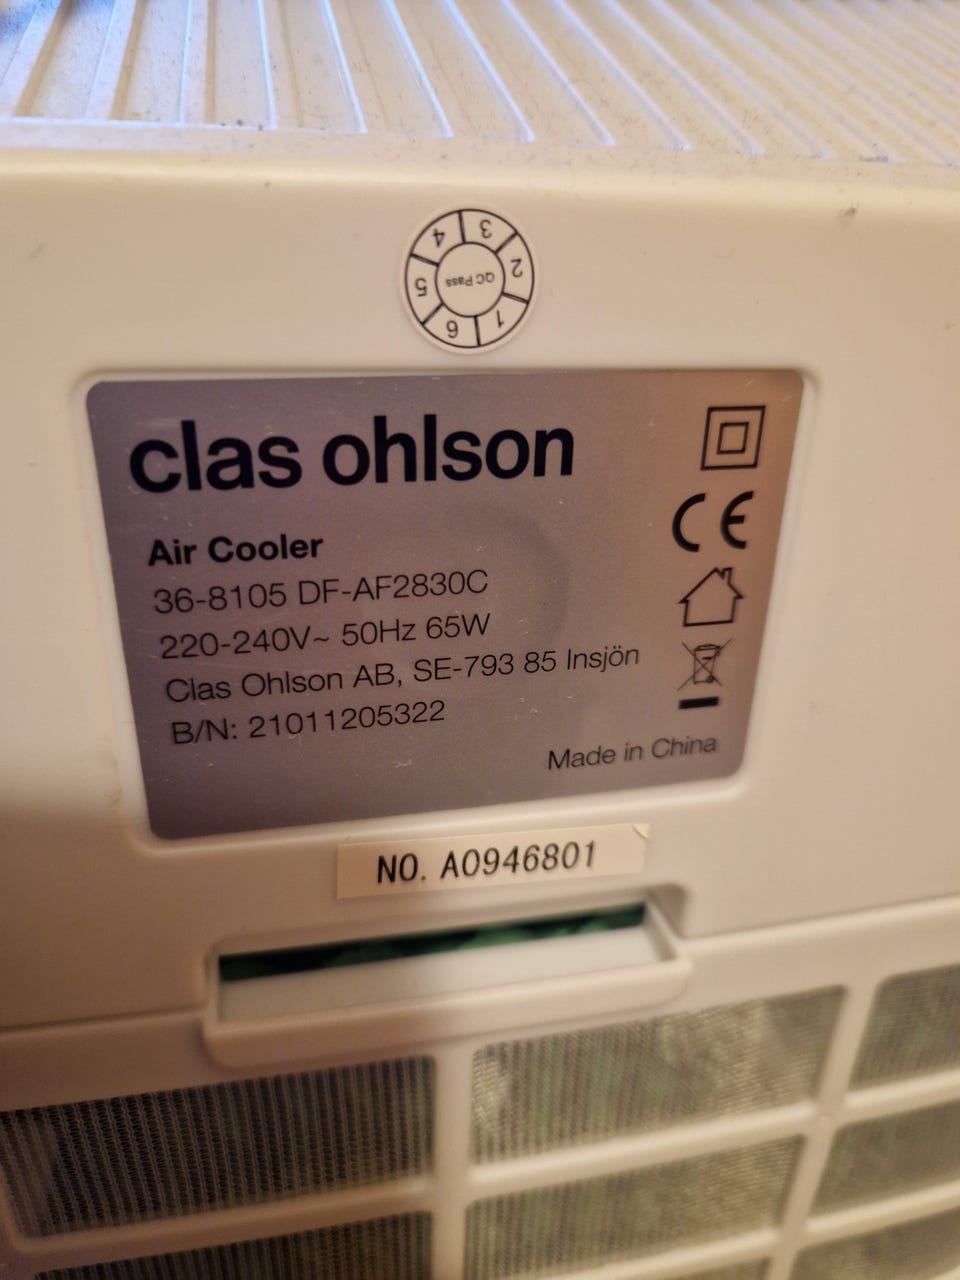 4 3
5 QC Pass 2
6 1
clas ohlson
CE
Air Cooler
36-8105 DF-AF2830C
220-240V~ 50Hz 65W
Clas Ohlson AB, SE-793 85 Insjön
B/N: 21011205322
Made in China
NO. A0946801